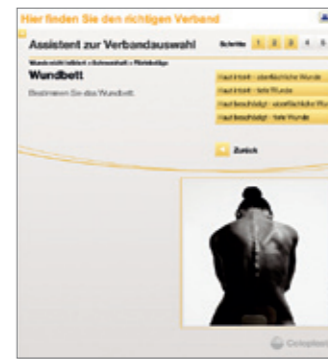 Hier finden Sie den richtigen Verband
Assistent zur Verbandauswahl
Schritte 1 2 3 4 5
Wunde nicht infiziert »
Wundbett
Bestimmen Sie das Wundbett.
Haut intakt - oberflächliche Wunde
Haut intakt - tiefe Wunde
Haut beschädigt - oberflächliche
Haut beschädigt - tiefe Wunde
Zurück
Coloplast